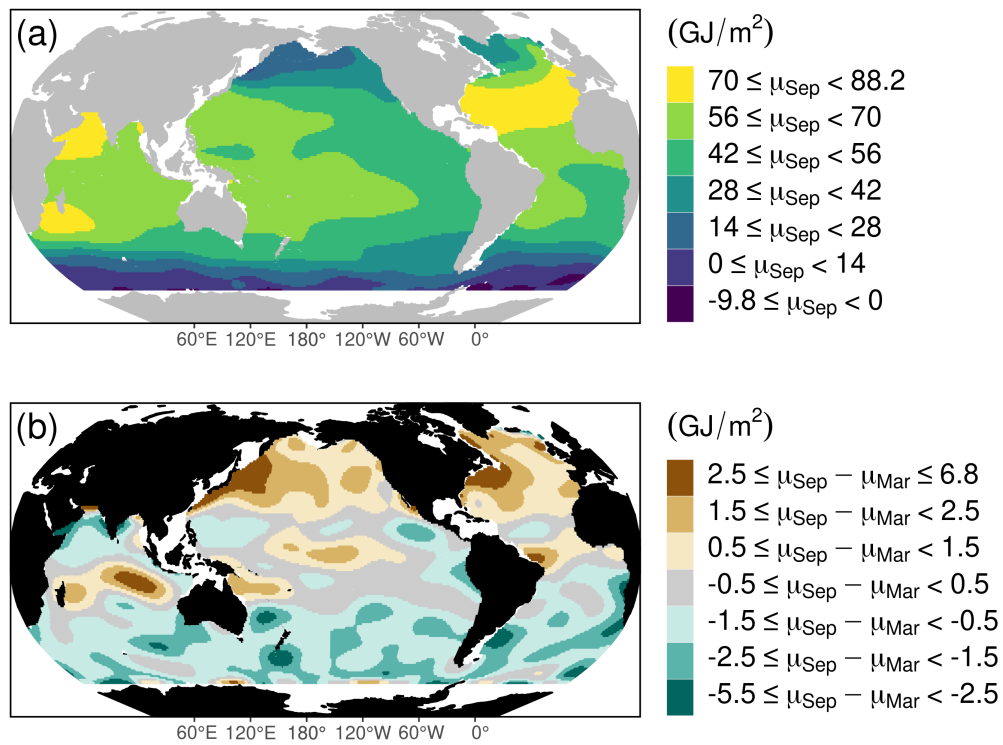 (a)
(GJ/m²)
70 ≤ μSep < 88.2
56 ≤ μSep < 70
42 ≤ μSep < 56
28 ≤ μSep < 42
14 ≤ μSep < 28
0 ≤ μSep < 14
-9.8 ≤ μSep < 0
60°E 120°E 180° 120°W 60°W 0°
(b)
(GJ/m²)
2.5 ≤ μSep − μMar ≤ 6.8
1.5 ≤ μSep − μMar < 2.5
0.5 ≤ μSep − μMar < 1.5
-0.5 ≤ μSep − μMar < 0.5
-1.5 ≤ μSep − μMar < -0.5
-2.5 ≤ μSep − μMar < -1.5
-5.5 ≤ μSep − μMar < -2.5
60°E 120°E 180° 120°W 60°W 0°